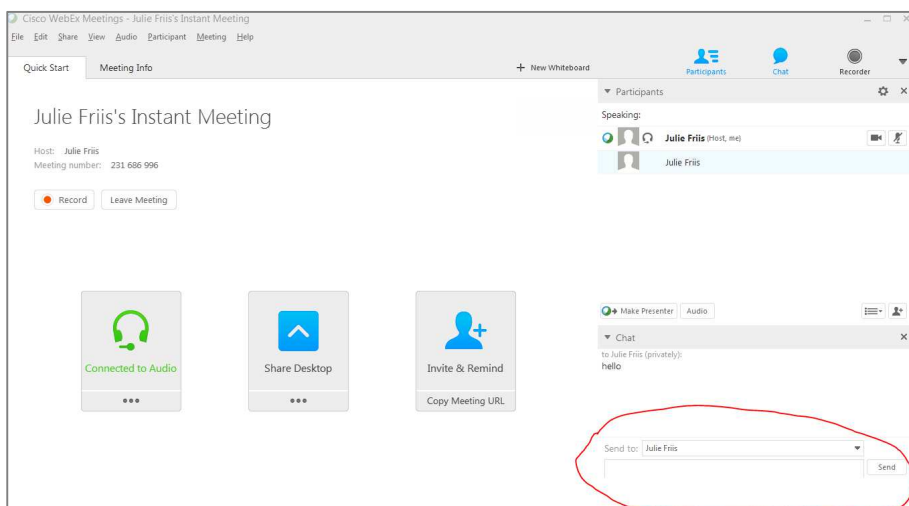 Cisco WebEx Meetings - Julie Friis's Instant Meeting
File Edit Share View Audio Participant Meeting Help
Quick Start Meeting Info + New Whiteboard Participants Chat Recorder
Participants
Speaking:
Julie Friis's Instant Meeting
Julie Friis (Host, me)
Host: Julie Friis
Julie Friis
Meeting number: 231 686 996
Record Leave Meeting
Make Presenter Audio
Chat
to Julie Friis (privately):
hello
Connected to Audio Share Desktop Invite & Remind
Copy Meeting URL
Send to: Julie Friis
Send